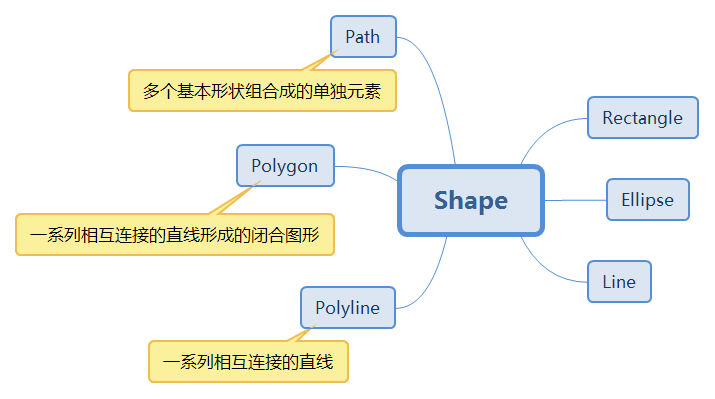 Path
多个基本形状组合成的单独元素
Polygon
一系列相互连接的直线形成的闭合图形
Polyline
一系列相互连接的直线
Shape
Rectangle
Ellipse
Line